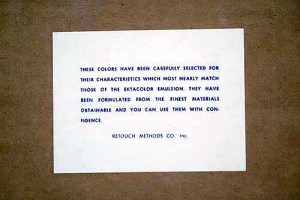 THESE COLORS HAVE BEEN CAREFULLY SELECTED FOR
THEIR CHARACTERISTICS WHICH MOST NEARLY MATCH
THOSE OF THE EKTACOLOR EMULSION. THEY HAVE
BEEN FORMULATED FROM THE FINEST MATERIALS
OBTAINABLE AND YOU CAN USE THEM WITH CON-
FIDENCE.
RETOUCH METHODS CO. Inc.